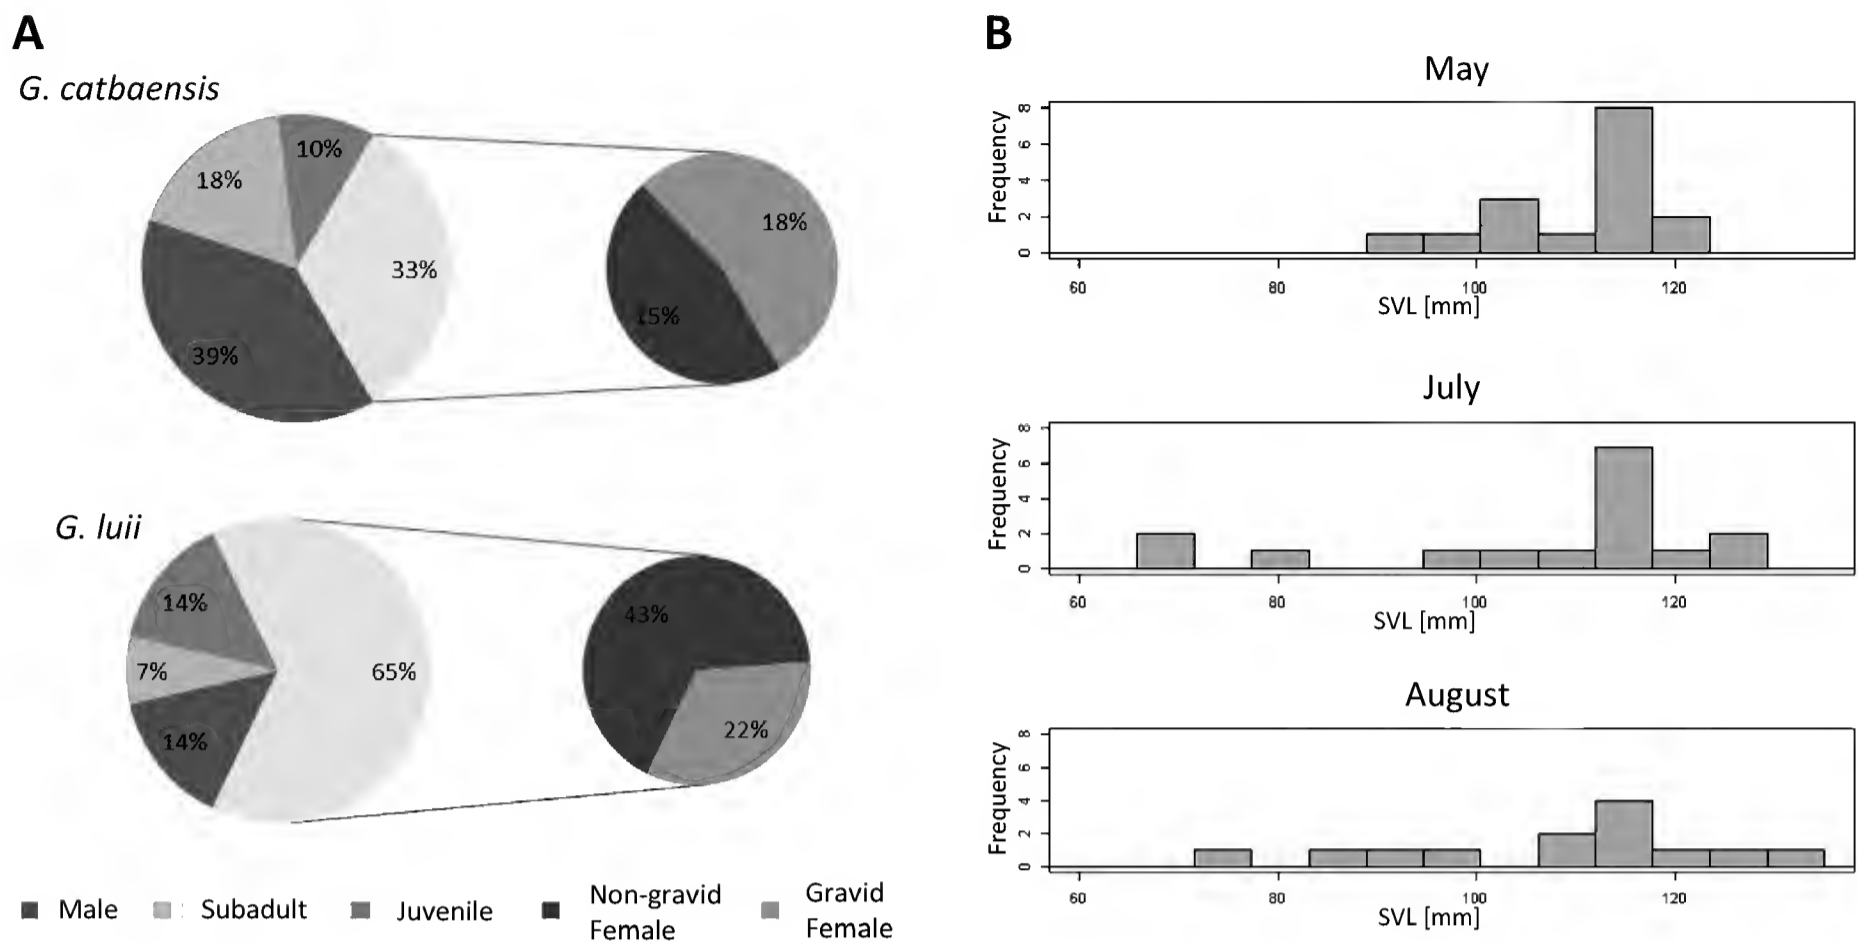 A
G. catbaensis
10%
18%
33%
39%
18%
15%
G. luii
14%
7%
14%
65%
43%
22%
Male
Subadult
Juvenile
Non-gravid
Female
Gravid
Female
B
May
Frequency
0 2 4 6 8
60 80 100 120
SVL [mm]
July
Frequency
0 2 4 6 8
60 80 100 120
SVL [mm]
August
Frequency
0 2 4 6 8
60 80 100 120
SVL [mm]